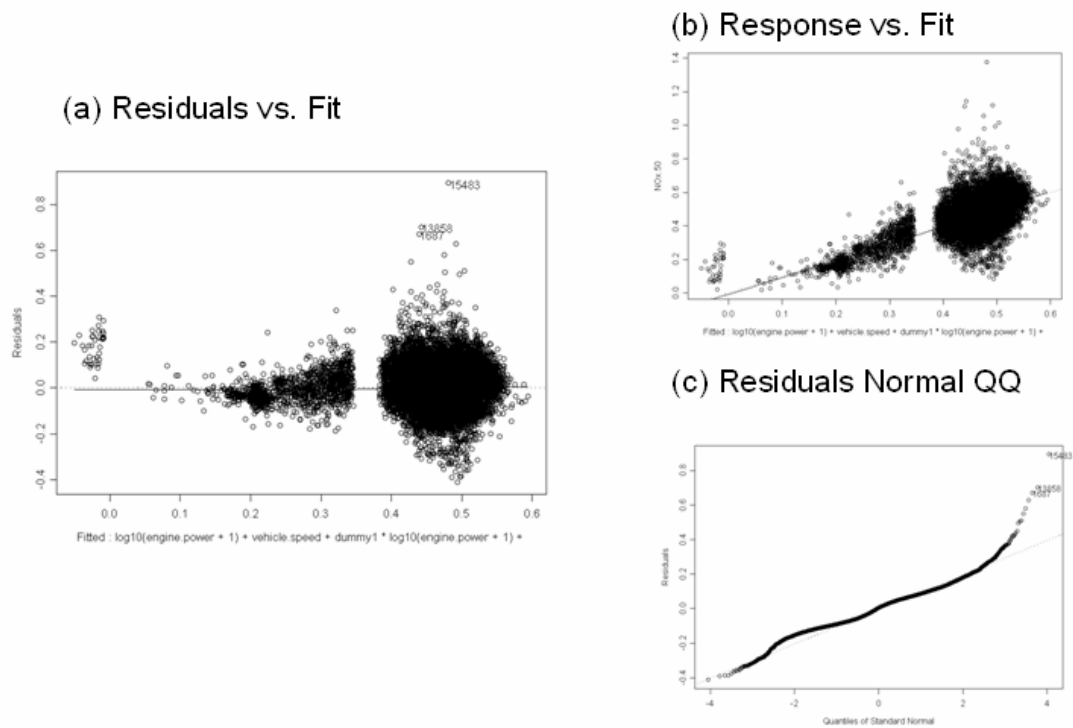 (a) Residuals vs. Fit
Residuals
0.8
0.6
0.4
0.2
0.0
-0.2
-0.4
15483
13858
1687
0.0 0.1 0.2 0.3 0.4 0.5 0.6
Fitted : log10(engine.power + 1) + vehicle.speed + dummy1 * log10(engine.power + 1) +
(b) Response vs. Fit
NOx.50
1.4
1.2
1.0
0.8
0.6
0.4
0.2
0.0
0.0 0.1 0.2 0.3 0.4 0.5 0.6
Fitted : log10(engine.power + 1) + vehicle.speed + dummy1 * log10(engine.power + 1) +
(c) Residuals Normal QQ
Residuals
0.8
0.6
0.4
0.2
0.0
-0.2
-0.4
15483
13858
1687
-4 -2 0 2 4
Quantiles of Standard Normal